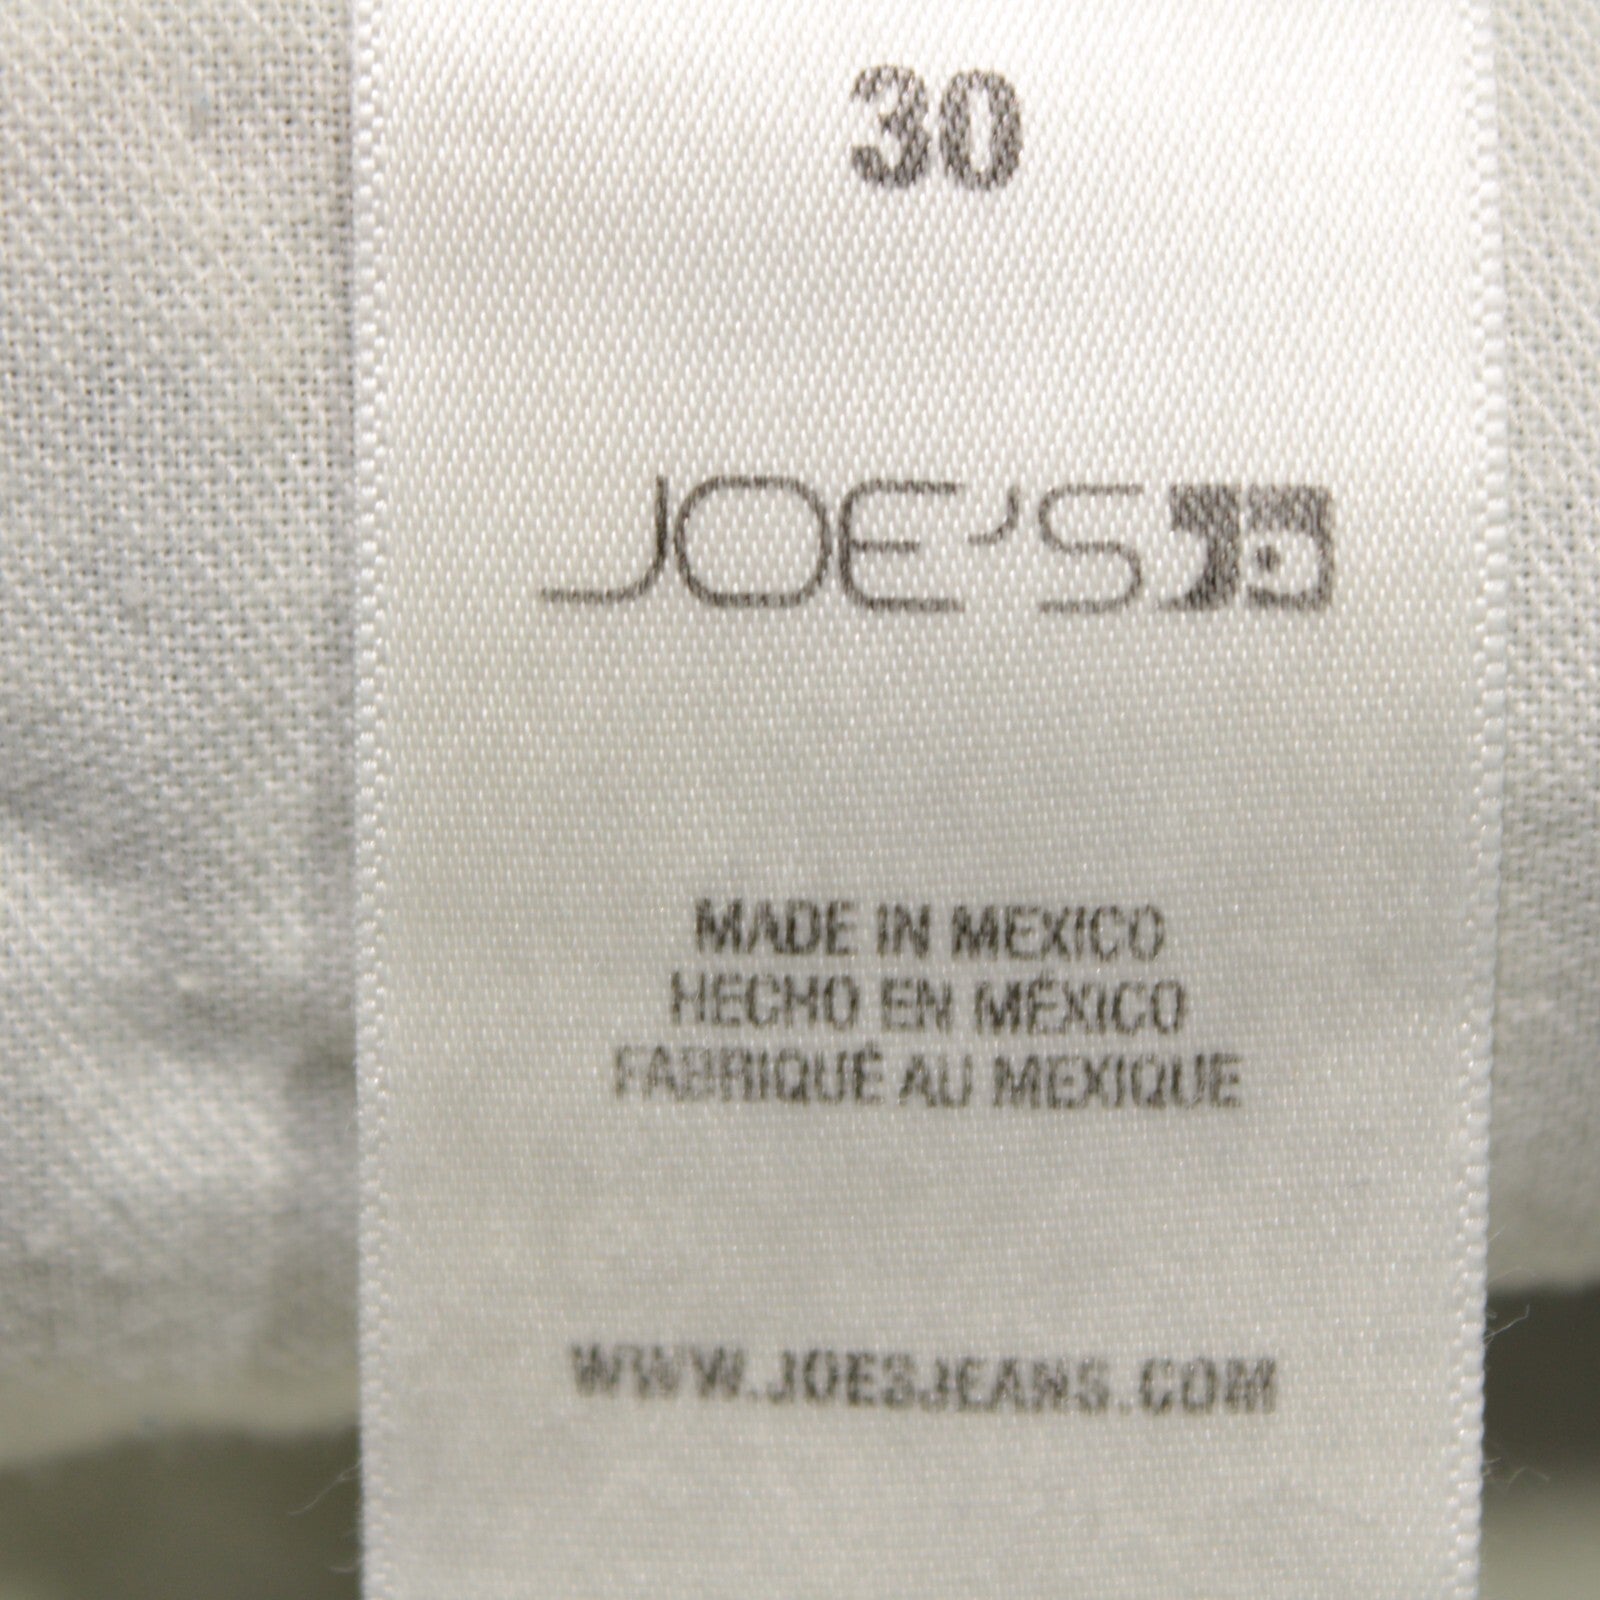 30
JOE'S
MADE IN MEXICO
HECHO EN MÉXICO
FABRIQUÉ AU MEXIQUE
WWW.JOESJEANS.COM